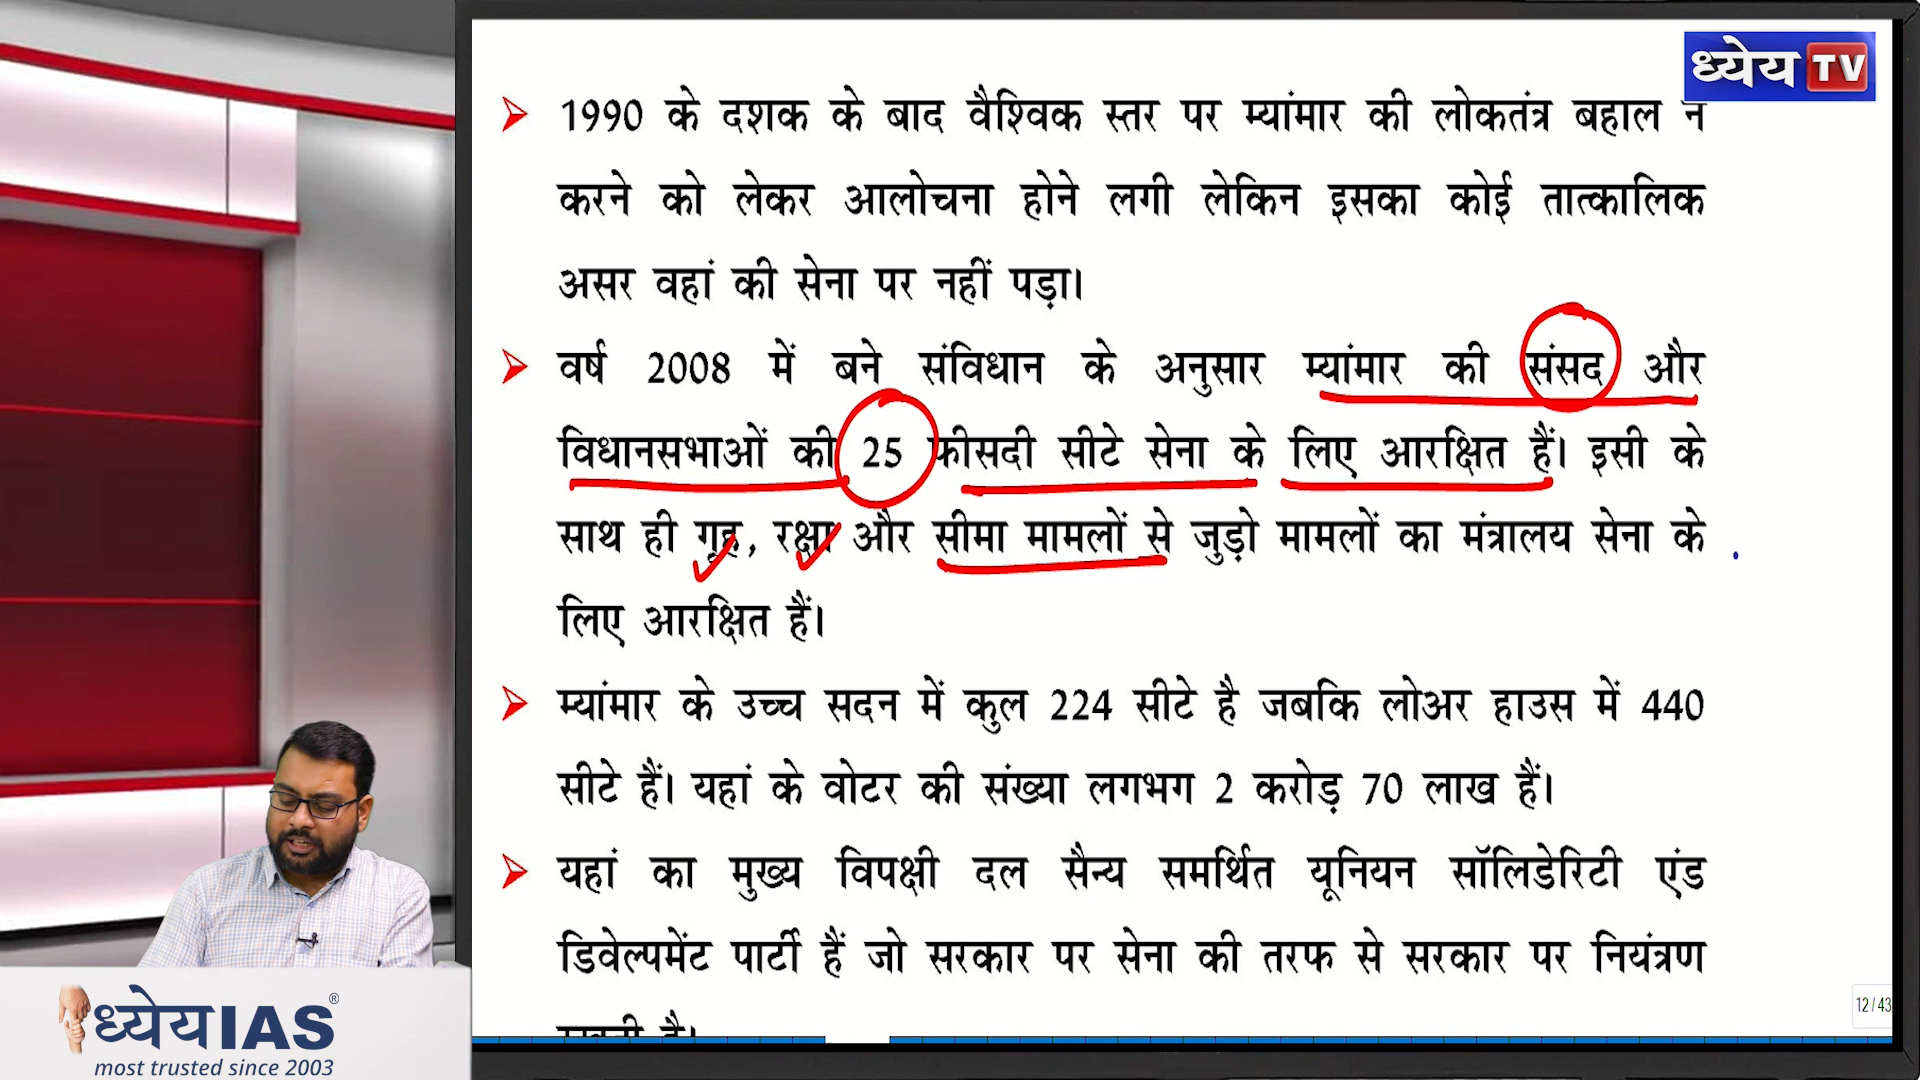 ध्येय TV
1990 के दशक के बाद वैश्विक स्तर पर म्यांमार की लोकतंत्र बहाल न
करने को लेकर आलोचना होने लगी लेकिन इसका कोई तात्कालिक
असर वहां की सेना पर नहीं पड़ा।
वर्ष 2008 में बने संविधान के अनुसार म्यांमार की संसद और
विधानसभाओं की 25 फीसदी सीटे सेना के लिए आरक्षित हैं। इसी के
साथ ही गृह, रक्षा और सीमा मामलों से जुड़ो मामलों का मंत्रालय सेना के
लिए आरक्षित हैं।
म्यांमार के उच्च सदन में कुल 224 सीटे है जबकि लोअर हाउस में 440
सीटे हैं। यहां के वोटर की संख्या लगभग 2 करोड़ 70 लाख हैं।
यहां का मुख्य विपक्षी दल सैन्य समर्थित यूनियन सॉलिडेरिटी एंड
डिवेल्पमेंट पार्टी हैं जो सरकार पर सेना की तरफ से सरकार पर नियंत्रण
है।
12/43
ध्येयIAS®
most trusted since 2003